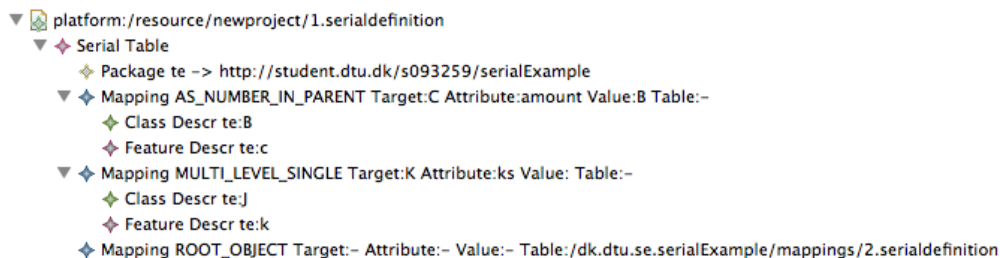 platform:/resource/newproject/1.serialdefinition
Serial Table
Package te -> http://student.dtu.dk/s093259/serialExample
Mapping AS_NUMBER_IN_PARENT Target:C Attribute:amount Value:B Table:-
Class Descr te:B
Feature Descr te:c
Mapping MULTI_LEVEL_SINGLE Target:K Attribute:ks Value: Table:-
Class Descr te:J
Feature Descr te:k
Mapping ROOT_OBJECT Target:- Attribute:- Value:- Table:/dk.dtu.se.serialExample/mappings/2.serialdefinition